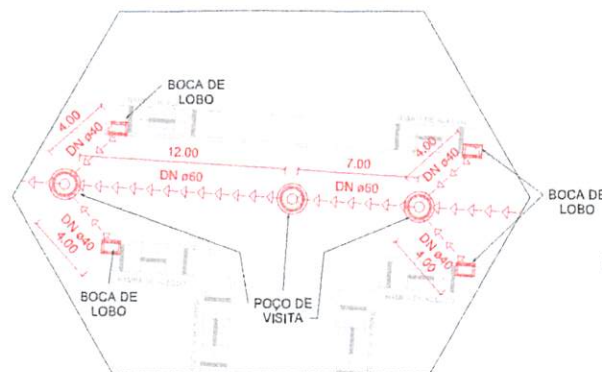 BOCA DE
LOBO
4.00
DN ø40
12.00
7.00
4.00
DN ø40
DN ø60
DN ø60
BOCA DE
LOBO
DN ø40
4.00
DN ø40
4.00
BOCA DE
LOBO
POÇO DE
VISITA